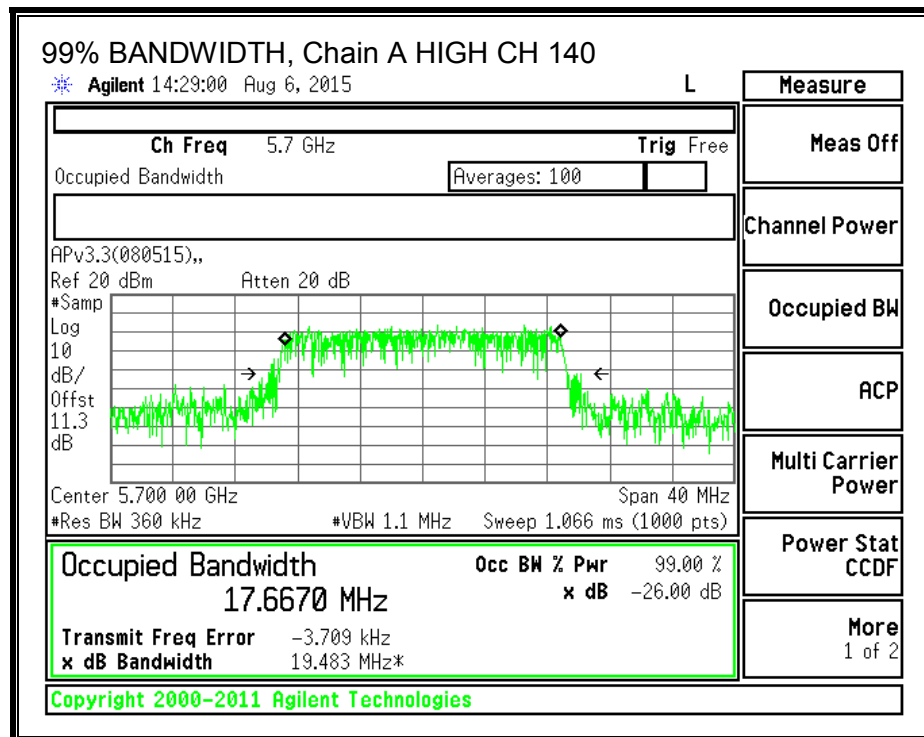 99% BANDWIDTH, Chain A HIGH CH 140
Agilent 14:29:00 Aug 6, 2015 L
Ch Freq 5.7 GHz Trig Free
Occupied Bandwidth Averages: 100
APv3.3(080515),,
Ref 20 dBm Atten 20 dB
#Samp
Log
10
dB/
Offst
11.3
dB
Center 5.700 00 GHz Span 40 MHz
#Res BW 360 kHz #VBW 1.1 MHz Sweep 1.066 ms (1000 pts)
Occupied Bandwidth Occ BW % Pwr 99.00 %
17.6670 MHz x dB -26.00 dB
Transmit Freq Error -3.709 kHz
x dB Bandwidth 19.483 MHz*
Copyright 2000-2011 Agilent Technologies
Measure
Meas Off
Channel Power
Occupied BW
ACP
Multi Carrier
Power
Power Stat
CCDF
More
1 of 2